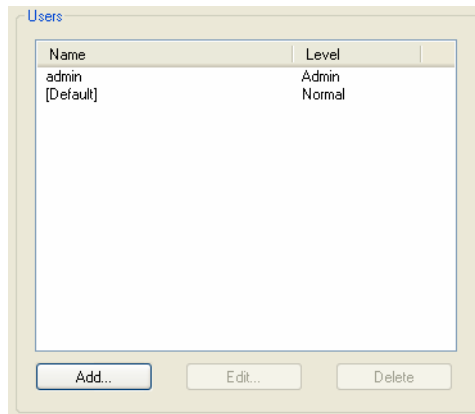 Users
Name Level
admin Admin
[Default] Normal
Add... Edit... Delete